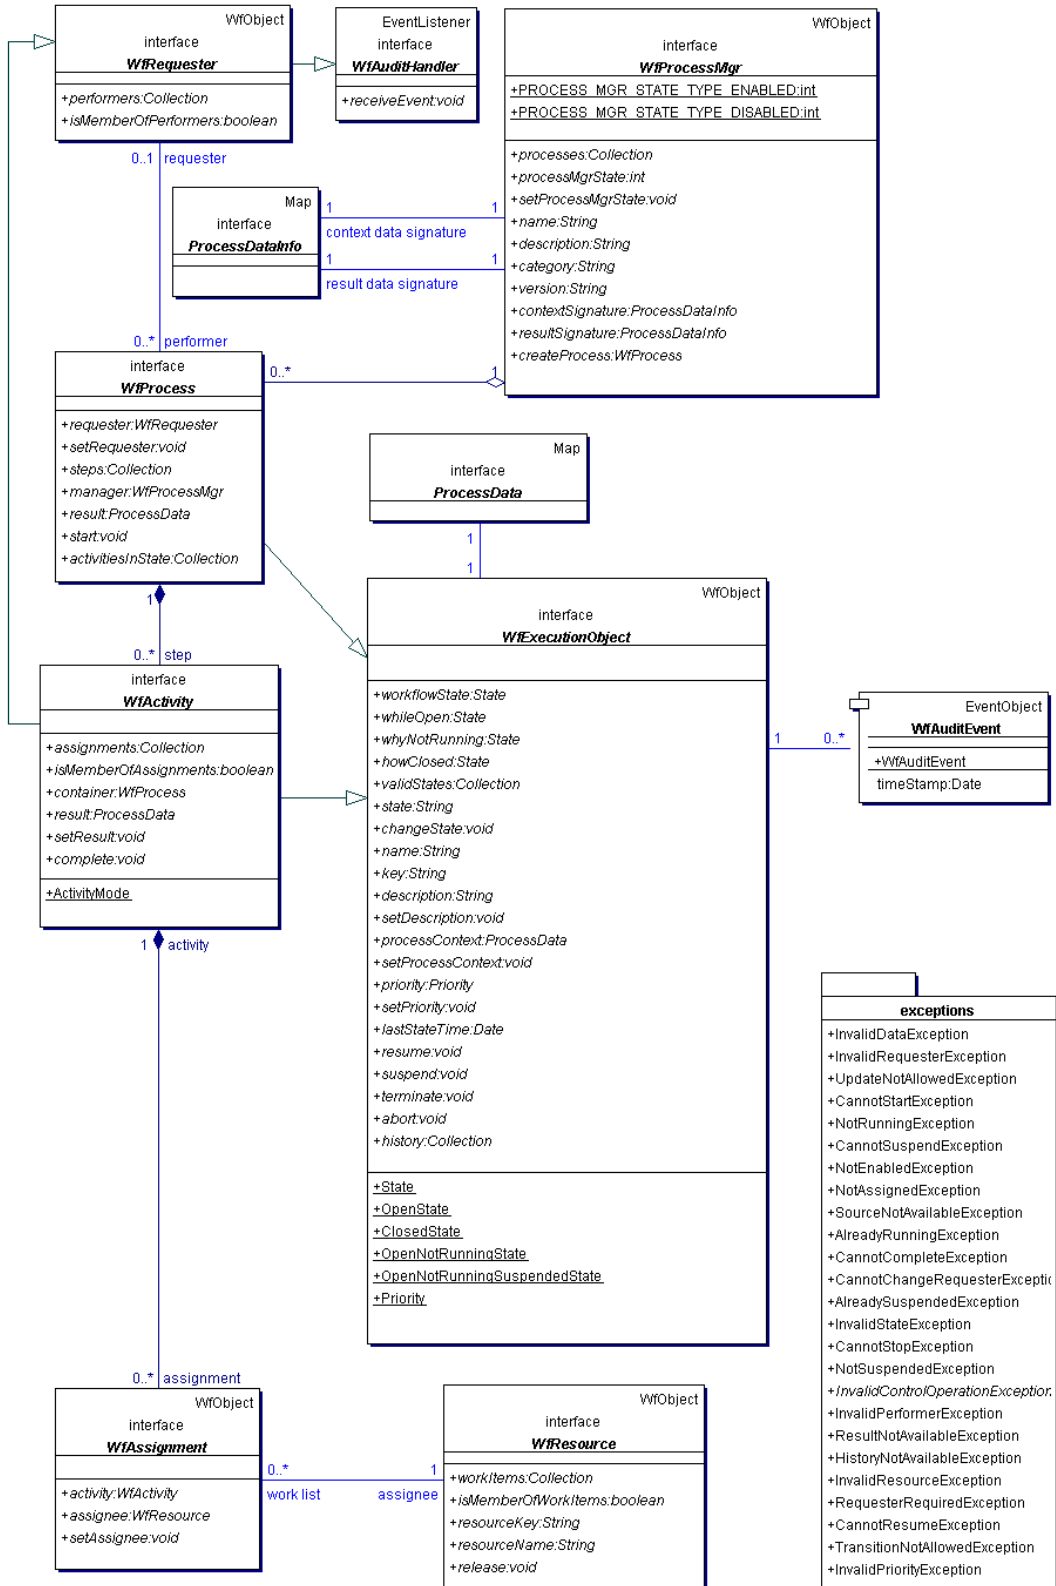 WfObject
interface
WfRequester
+performers:Collection
+isMemberOfPerformers:boolean
EventListener
interface
WfAuditHandler
+receiveEvent:void
WfObject
interface
WfProcessMgr
+PROCESS_MGR_STATE_TYPE_ENABLED:int
+PROCESS_MGR_STATE_TYPE_DISABLED:int
+processes:Collection
+processMgrState:int
+setProcessMgrState:void
+name:String
+description:String
+category:String
+version:String
+contextSignature:ProcessDataInfo
+resultSignature:ProcessDataInfo
+createProcess:WfProcess
0..1 requester
Map
interface
ProcessDataInfo
1 1
context data signature
1 1
result data signature
0..* performer
interface
WfProcess
+requester:WfRequester
+setRequester:void
+steps:Collection
+manager:WfProcessMgr
+result:ProcessData
+start:void
+activitiesInState:Collection
0..* 1
Map
interface
ProcessData
1
1
1
0..* step
WfObject
interface
WfExecutionObject
+workflowState:State
+whileOpen:State
+whyNotRunning:State
+howClosed:State
+validStates:Collection
+state:String
+changeState:void
+name:String
+key:String
+description:String
+setDescription:void
+processContext:ProcessData
+setProcessContext:void
+priority:Priority
+setPriority:void
+lastStateTime:Date
+resume:void
+suspend:void
+terminate:void
+abort:void
+history:Collection
+State
+OpenState
+ClosedState
+OpenNotRunningState
+OpenNotRunningSuspendedState
+Priority
interface
WfActivity
+assignments:Collection
+isMemberOfAssignments:boolean
+container:WfProcess
+result:ProcessData
+setResult:void
+complete:void
+ActivityMode
1 0..*
EventObject
WfAuditEvent
+WfAuditEvent
timeStamp:Date
1 activity
0..* assignment
exceptions
+InvalidDataException
+InvalidRequesterException
+UpdateNotAllowedException
+CannotStartException
+NotRunningException
+CannotSuspendException
+NotEnabledException
+NotAssignedException
+SourceNotAvailableException
+AlreadyRunningException
+CannotCompleteException
+CannotChangeRequesterExceptic
+AlreadySuspendedException
+InvalidStateException
+CannotStopException
+NotSuspendedException
+InvalidControlOperationException
+InvalidPerformerException
+ResultNotAvailableException
+HistoryNotAvailableException
+InvalidResourceException
+RequesterRequiredException
+CannotResumeException
+TransitionNotAllowedException
+InvalidPriorityException
WfObject
interface
WfAssignment
+activity:WfActivity
+assignee:WfResource
+setAssignee:void
0..* 1
work list assignee
WfObject
interface
WfResource
+workItems:Collection
+isMemberOfWorkItems:boolean
+resourceKey:String
+resourceName:String
+release:void